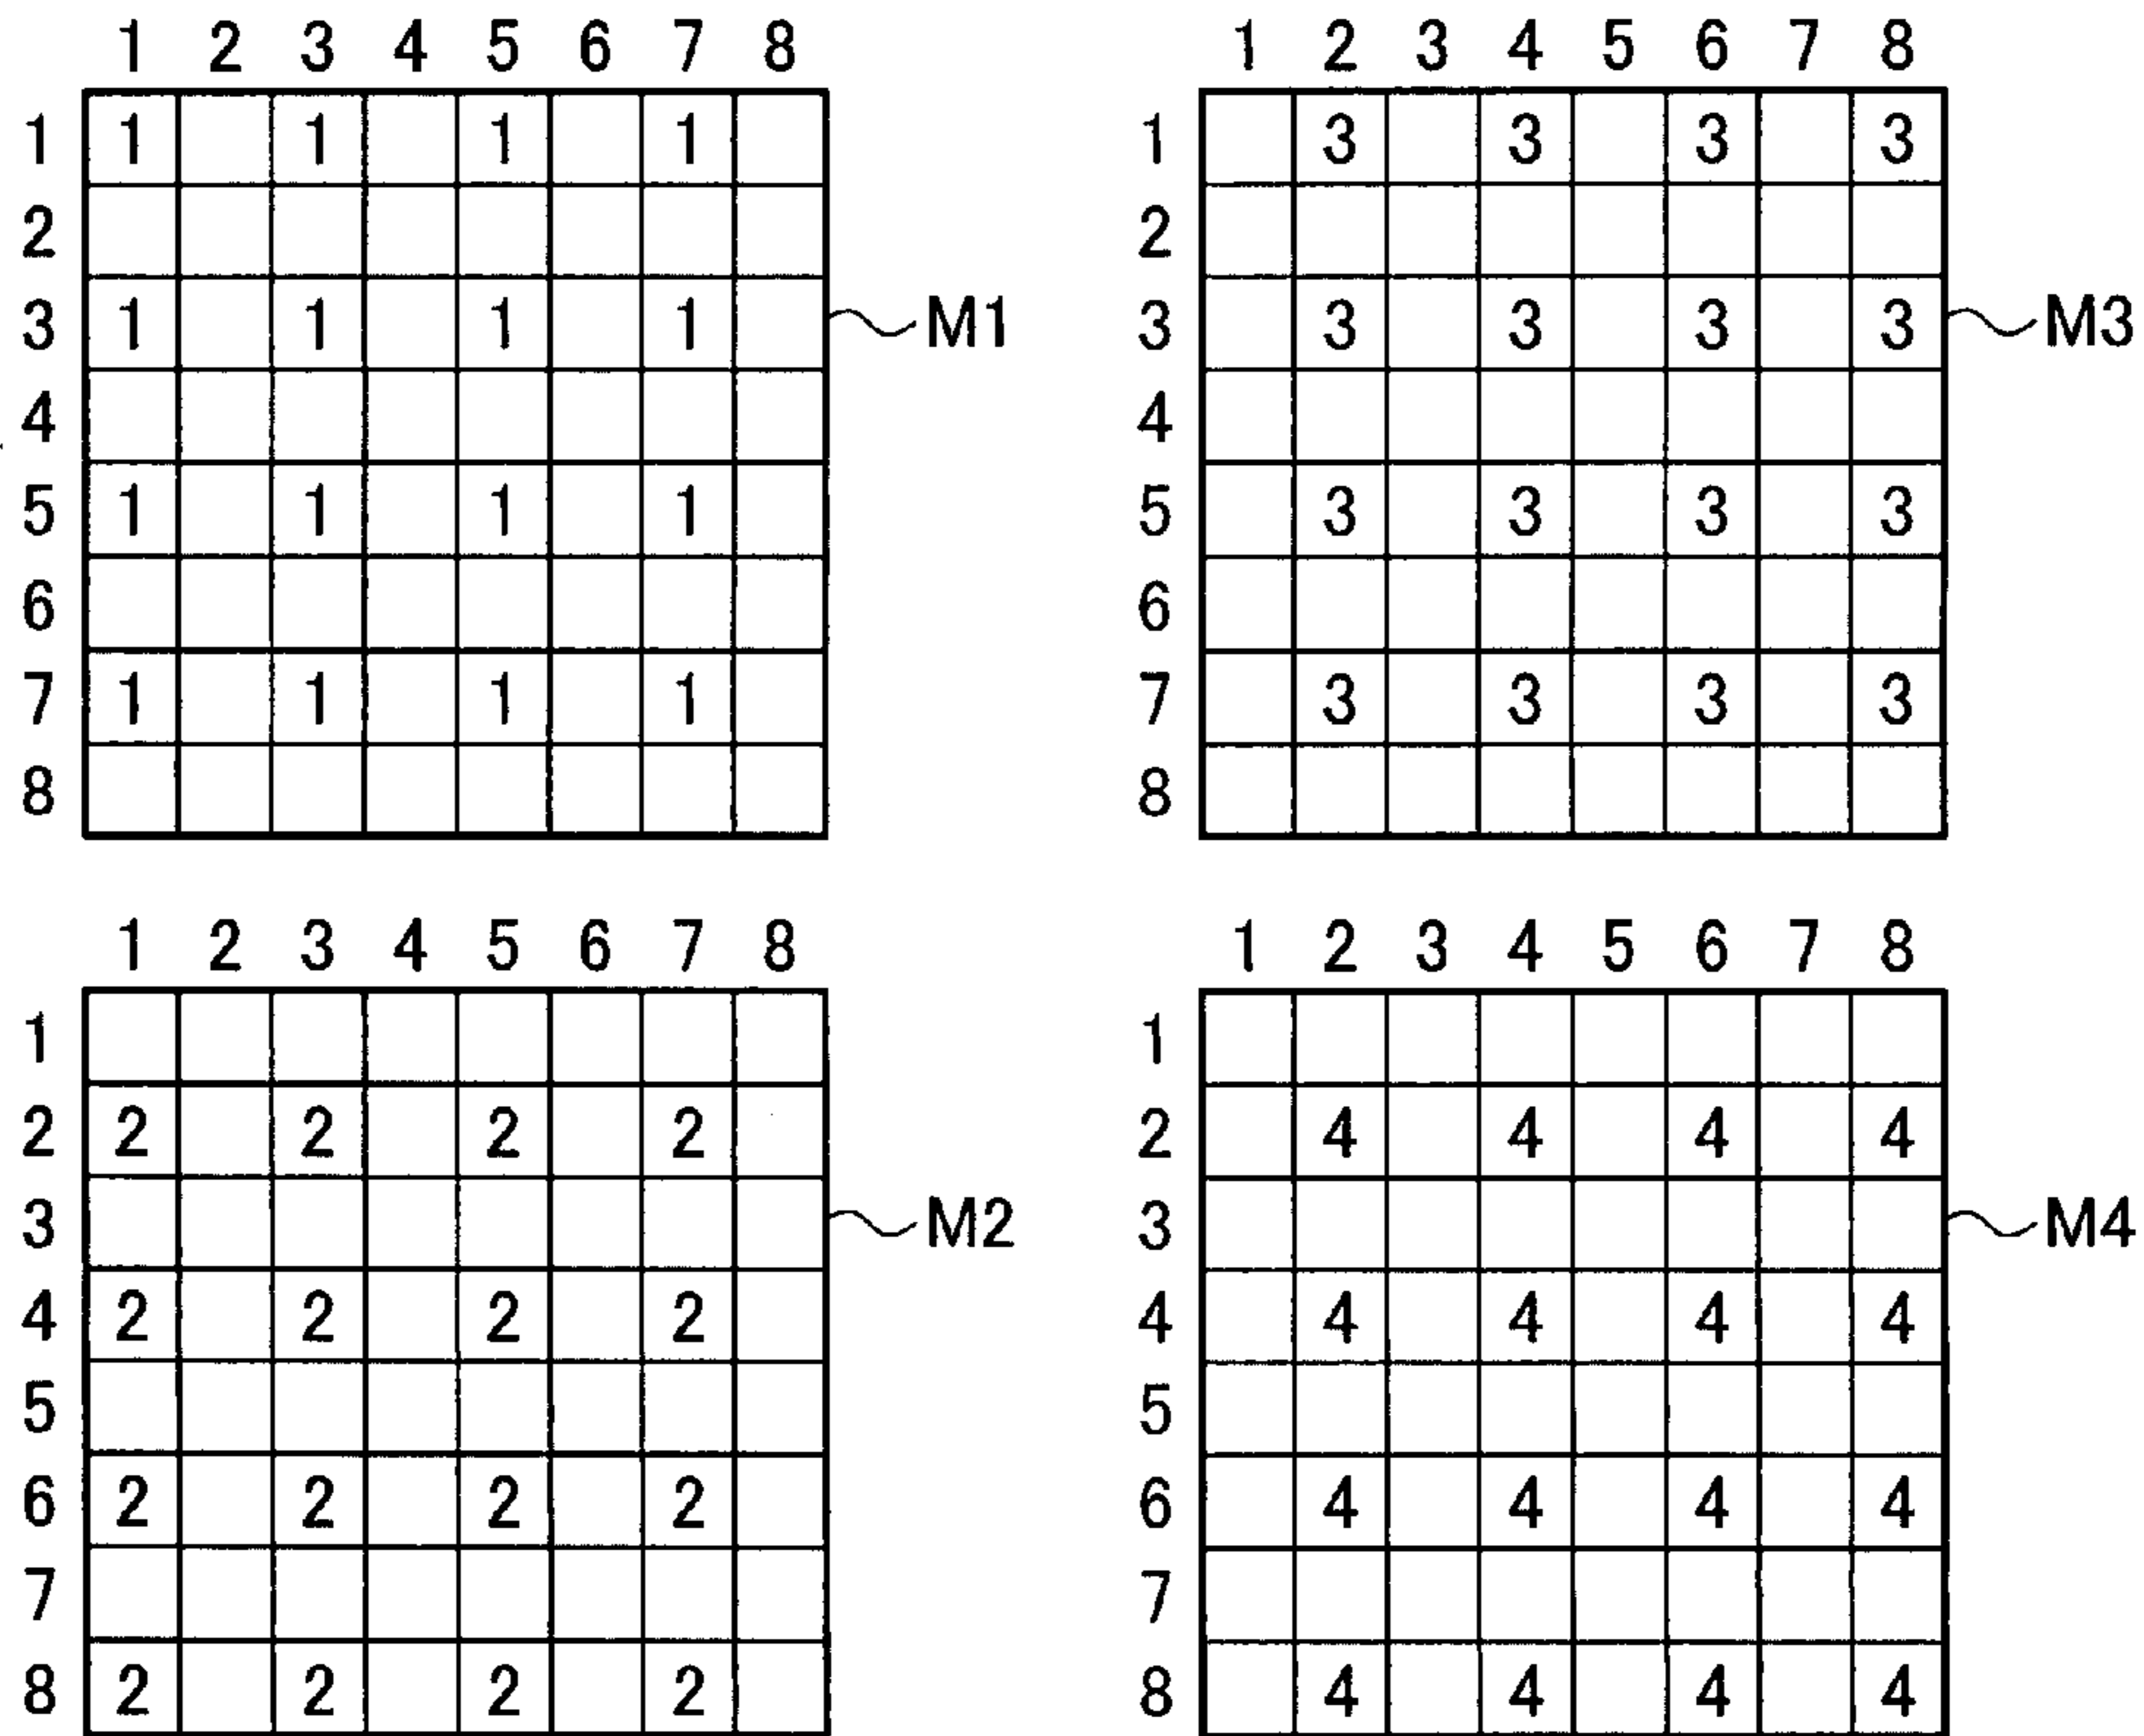 1 2 3 4 5 6 7 8
1 1 1 1 1
2
3 1 1 1 1
4
5 1 1 1 1
6
7 1 1 1 1
8
M1
1 2 3 4 5 6 7 8
1 3 3 3 3
2
3 3 3 3 3
4
5 3 3 3 3
6
7 3 3 3 3
8
M3
1 2 3 4 5 6 7 8
1
2 2 2 2 2
3
4 2 2 2 2
5
6 2 2 2 2
7
8 2 2 2 2
M2
1 2 3 4 5 6 7 8
1
2 4 4 4 4
3
4 4 4 4 4
5
6 4 4 4 4
7
8 4 4 4 4
M4